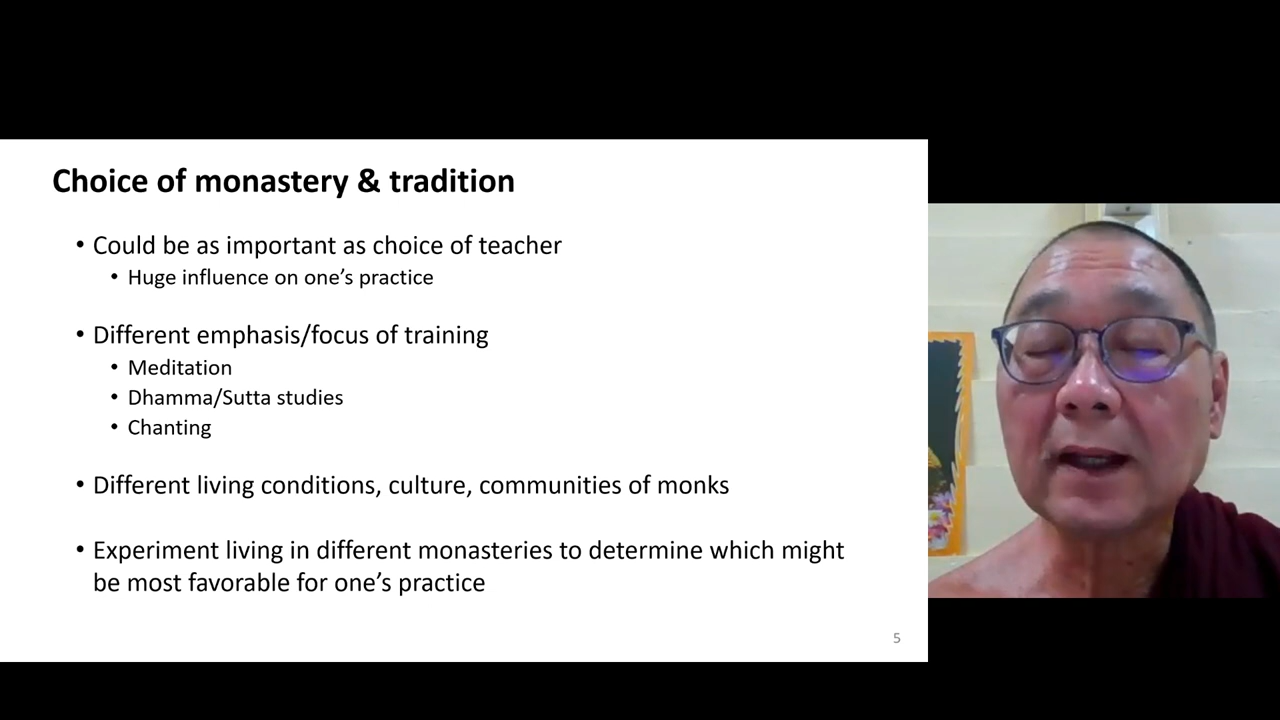 Choice of monastery & tradition
• Could be as important as choice of teacher
• Huge influence on one’s practice
• Different emphasis/focus of training
• Meditation
• Dhamma/Sutta studies
• Chanting
• Different living conditions, culture, communities of monks
• Experiment living in different monasteries to determine which might
be most favorable for one’s practice
5